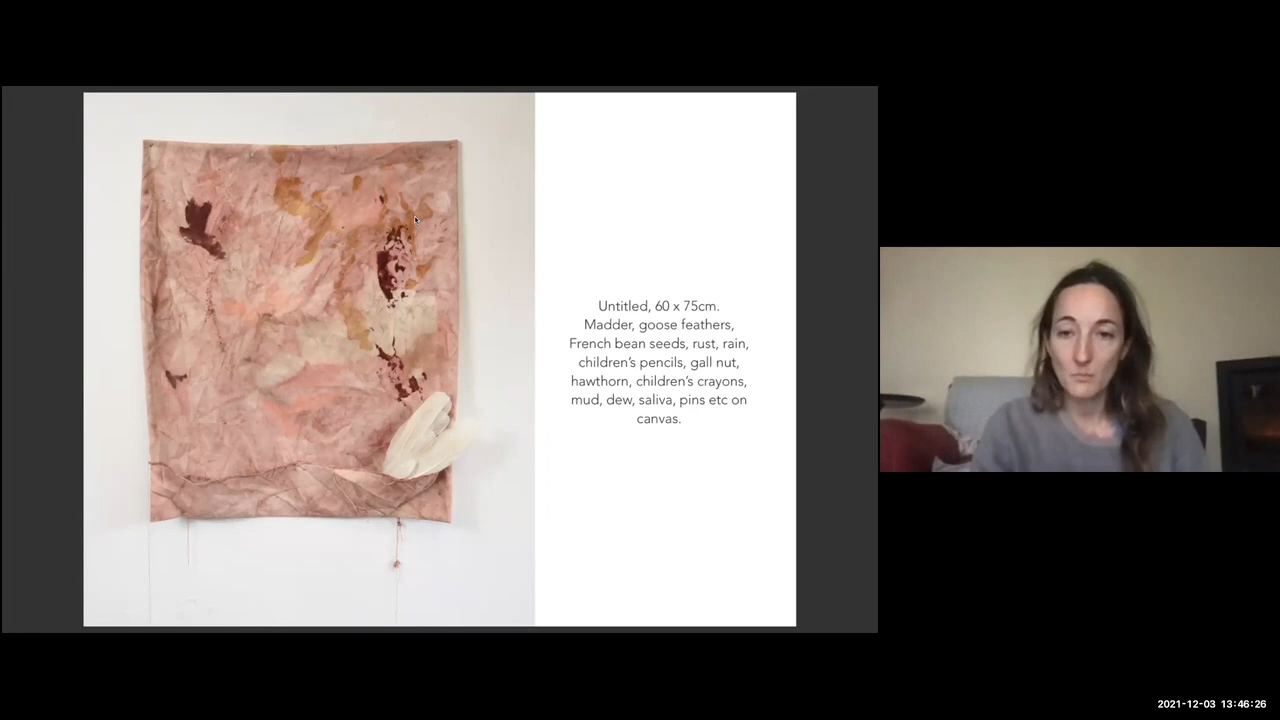 Untitled, 60 x 75cm.
Madder, goose feathers,
French bean seeds, rust, rain,
children's pencils, gall nut,
hawthorn, children's crayons,
mud, dew, saliva, pins etc on
canvas.
2021-12-03 13:46:26